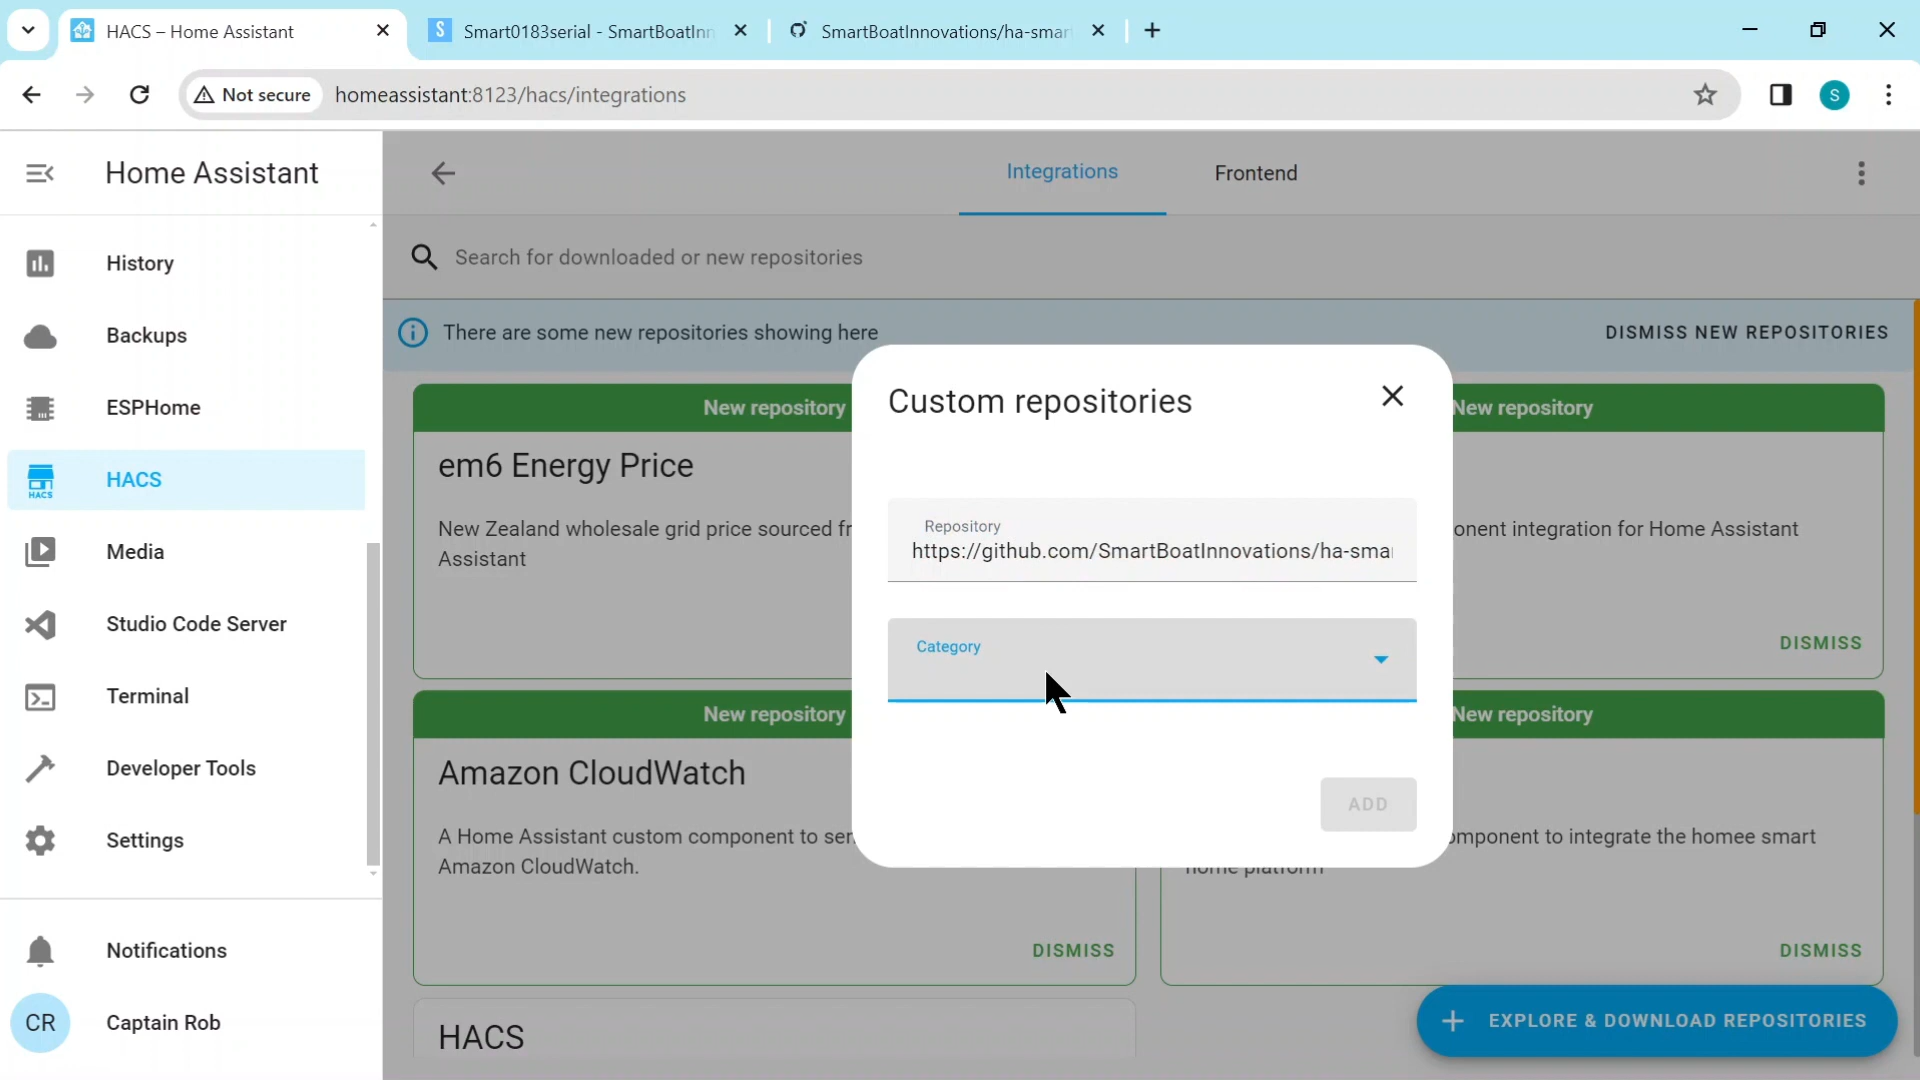 HACS – Home Assistant
S
Smart0183serial - SmartBoatInn
SmartBoatInnovations/ha-smar
Not secure
homeassistant:8123/hacs/integrations
S
Home Assistant
Integrations
Frontend
Search for downloaded or new repositories
History
Backups
ESPHome
HACS
HACS
Media
Studio Code Server
Terminal
Developer Tools
Settings
Notifications
CR
Captain Rob
There are some new repositories showing here
DISMISS NEW REPOSITORIES
New repository
em6 Energy Price
New Zealand wholesale grid price sourced fr
Assistant
New repository
onent integration for Home Assistant
DISMISS
Custom repositories
Repository
https://github.com/SmartBoatInnovations/ha-smar
Category
ADD
New repository
Amazon CloudWatch
A Home Assistant custom component to sen
Amazon CloudWatch.
DISMISS
New repository
omponent to integrate the homee smart
home platform
DISMISS
HACS
EXPLORE & DOWNLOAD REPOSITORIES